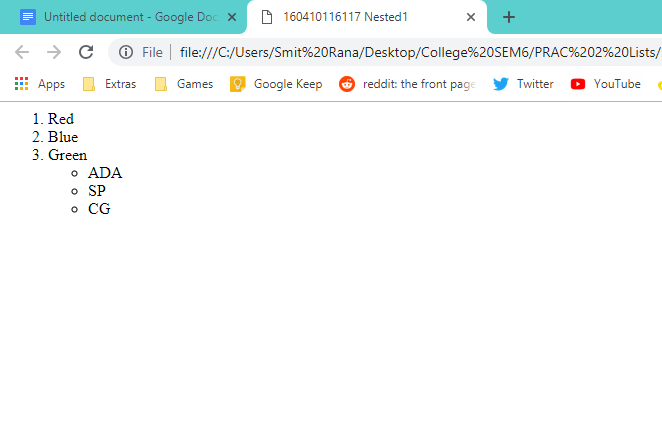 Untitled document - Google Doc
160410116117 Nested1
File
file:///C:/Users/Smit%20Rana/Desktop/College%20SEM6/PRAC%202%20Lists/
Apps Extras Games Google Keep reddit: the front page Twitter YouTube
1. Red
2. Blue
3. Green
ADA
SP
CG